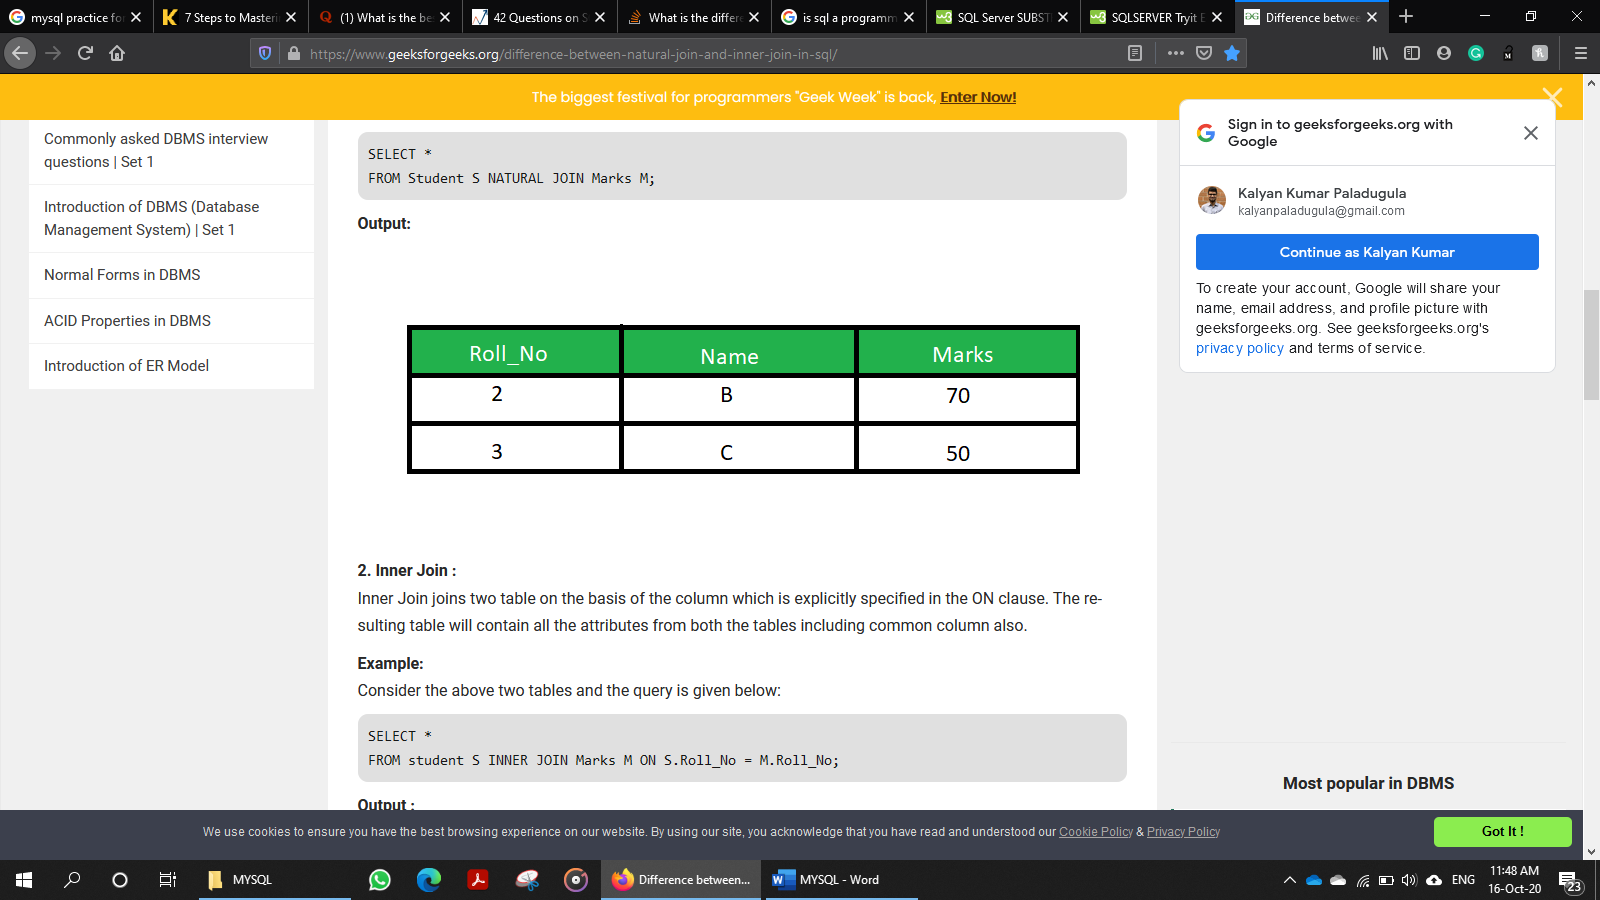 mysql practice fo
7 Steps to Masteri
(1) What is the be
42 Questions on S
What is the differe
is sql a programm
SQL Server SUBST
SQLSERVER Tryit E
Difference betwee
https://www.geeksforgeeks.org/difference-between-natural-join-and-inner-join-in-sql/
The biggest festival for programmers "Geek Week" is back, Enter Now!
Commonly asked DBMS interview
questions | Set 1
Introduction of DBMS (Database
Management System) | Set 1
Normal Forms in DBMS
ACID Properties in DBMS
Introduction of ER Model
SELECT *
FROM Student S NATURAL JOIN Marks M;
Output:
Roll_No Name Marks
2 B 70
3 C 50
2. Inner Join :
Inner Join joins two table on the basis of the column which is explicitly specified in the ON clause. The re-
sulting table will contain all the attributes from both the tables including common column also.
Example:
Consider the above two tables and the query is given below:
SELECT *
FROM student S INNER JOIN Marks M ON S.Roll_No = M.Roll_No;
Output :
Sign in to geeksforgeeks.org with
Google
Kalyan Kumar Paladugula
kalyanpaladugula@gmail.com
Continue as Kalyan Kumar
To create your account, Google will share your
name, email address, and profile picture with
geeksforgeeks.org. See geeksforgeeks.org's
privacy policy and terms of service.
Most popular in DBMS
We use cookies to ensure you have the best browsing experience on our website. By using our site, you acknowledge that you have read and understood our Cookie Policy & Privacy Policy
Got It !
MYSQL
Difference between...
MYSQL - Word
ENG
11:48 AM
16-Oct-20
23